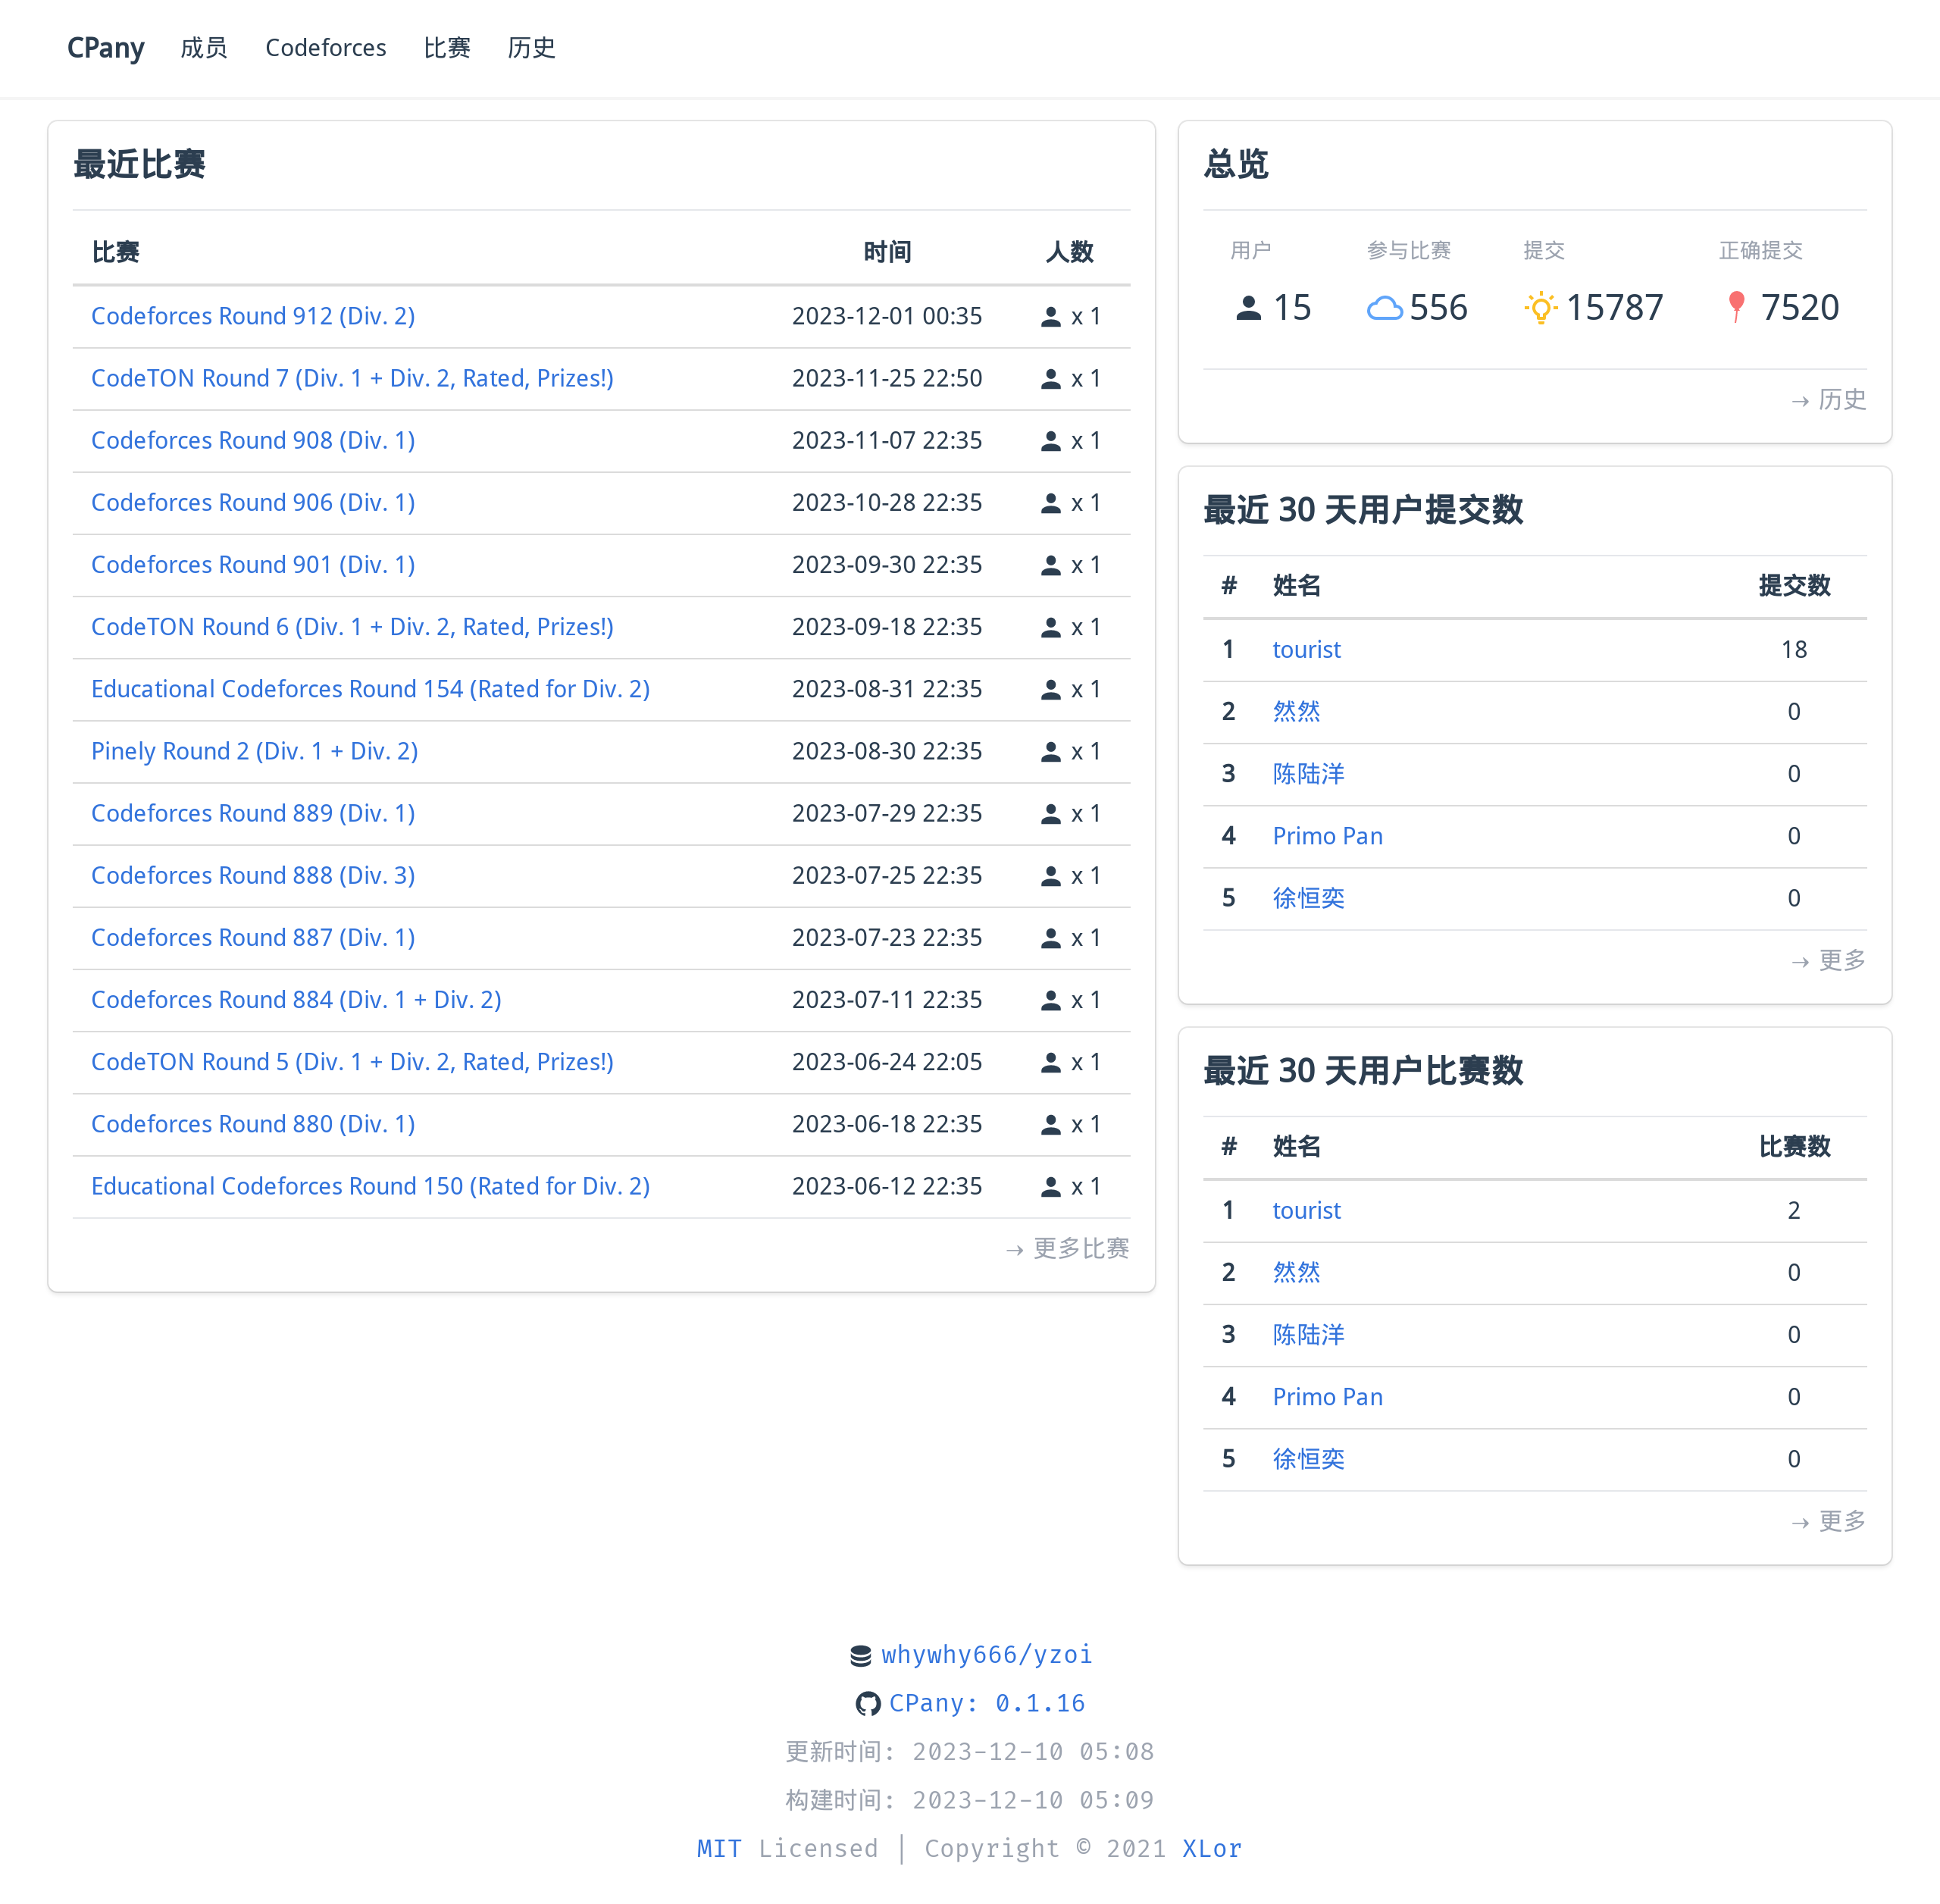 CPany 成员 Codeforces 比赛 历史
最近比赛
比赛 时间 人数
Codeforces Round 912 (Div. 2) 2023-12-01 00:35 x 1
CodeTON Round 7 (Div. 1 + Div. 2, Rated, Prizes!) 2023-11-25 22:50 x 1
Codeforces Round 908 (Div. 1) 2023-11-07 22:35 x 1
Codeforces Round 906 (Div. 1) 2023-10-28 22:35 x 1
Codeforces Round 901 (Div. 1) 2023-09-30 22:35 x 1
CodeTON Round 6 (Div. 1 + Div. 2, Rated, Prizes!) 2023-09-18 22:35 x 1
Educational Codeforces Round 154 (Rated for Div. 2) 2023-08-31 22:35 x 1
Pinely Round 2 (Div. 1 + Div. 2) 2023-08-30 22:35 x 1
Codeforces Round 889 (Div. 1) 2023-07-29 22:35 x 1
Codeforces Round 888 (Div. 3) 2023-07-25 22:35 x 1
Codeforces Round 887 (Div. 1) 2023-07-23 22:35 x 1
Codeforces Round 884 (Div. 1 + Div. 2) 2023-07-11 22:35 x 1
CodeTON Round 5 (Div. 1 + Div. 2, Rated, Prizes!) 2023-06-24 22:05 x 1
Codeforces Round 880 (Div. 1) 2023-06-18 22:35 x 1
Educational Codeforces Round 150 (Rated for Div. 2) 2023-06-12 22:35 x 1
→ 更多比赛
总览
用户 参与比赛 提交 正确提交
15 556 15787 7520
→ 历史
最近 30 天用户提交数
# 姓名 提交数
1 tourist 18
2 然然 0
3 陈陆洋 0
4 Primo Pan 0
5 徐恒奕 0
→ 更多
最近 30 天用户比赛数
# 姓名 比赛数
1 tourist 2
2 然然 0
3 陈陆洋 0
4 Primo Pan 0
5 徐恒奕 0
→ 更多
whywhy666/yzoi
CPany: 0.1.16
更新时间: 2023-12-10 05:08
构建时间: 2023-12-10 05:09
MIT Licensed | Copyright © 2021 XLor